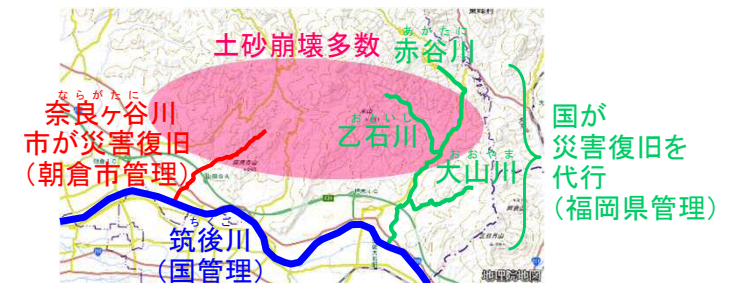 土砂崩壊多数
あかたに
赤谷川
ならがたに
奈良ヶ谷川
市が災害復旧
（朝倉市管理）
おといし
乙石川
おおやま
大山川
国が
災害復旧を
代行
（福岡県管理）
ちくご
筑後川
（国管理）
地理院地図